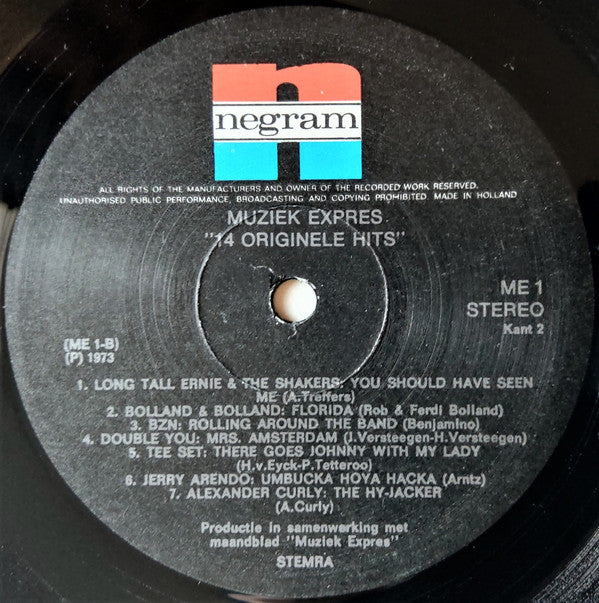 negram
ALL RIGHTS OF THE MANUFACTURERS AND OWNER OF THE RECORDED WORK RESERVED.
UNAUTHORISED PUBLIC PERFORMANCE, BROADCASTING AND COPYING PROHIBITED. MADE IN HOLLAND
MUZIEK EXPRES
"14 ORIGINELE HITS"
ME 1
STEREO
Kant 2
(ME 1-B)
(P) 1973
1. LONG TALL ERNIE & THE SHAKERS: YOU SHOULD HAVE SEEN
ME (A.Treffers)
2. BOLLAND & BOLLAND: FLORIDA (Rob & Ferdi Bolland)
3. BZN: ROLLING AROUND THE BAND (Benjamino)
4. DOUBLE YOU: MRS. AMSTERDAM (J.Versteegen-H.Versteegen)
5. TEE SET: THERE GOES JOHNNY WITH MY LADY
(H.v.Eyck-P.Tetteroo)
6. JERRY ARENDO: UMBUCKA HOYA HACKA (Arntz)
7. ALEXANDER CURLY: THE HY-JACKER
(A.Curly)
Productie in samenwerking met
maandblad "Muziek Expres"
STEMRA